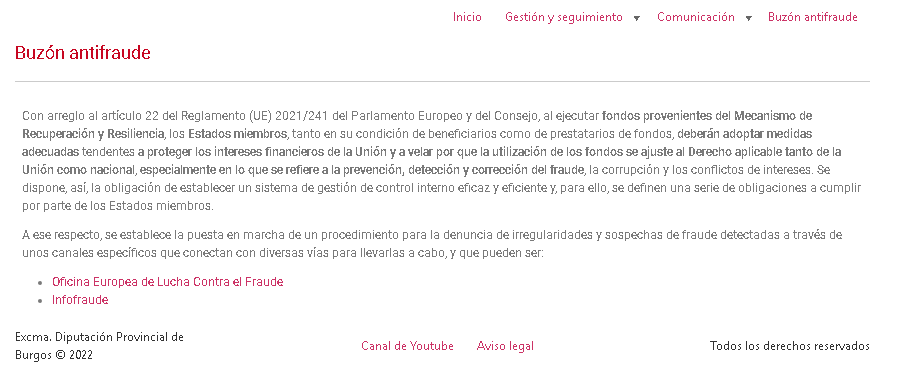 Inicio Gestión y seguimiento Comunicación Buzón antifraude
Buzón antifraude
Con arreglo al artículo 22 del Reglamento (UE) 2021/241 del Parlamento Europeo y del Consejo, al ejecutar fondos provenientes del Mecanismo de
Recuperación y Resiliencia, los Estados miembros, tanto en su condición de beneficiarios como de prestatarios de fondos, deberán adoptar medidas
adecuadas tendentes a proteger los intereses financieros de la Unión y a velar por que la utilización de los fondos se ajuste al Derecho aplicable tanto de la
Unión como nacional, especialmente en lo que se refiere a la prevención, detección y corrección del fraude, la corrupción y los conflictos de intereses. Se
dispone, así, la obligación de establecer un sistema de gestión de control interno eficaz y eficiente y, para ello, se definen una serie de obligaciones a cumplir
por parte de los Estados miembros.
A ese respecto, se establece la puesta en marcha de un procedimiento para la denuncia de irregularidades y sospechas de fraude detectadas a través de
unos canales específicos que conectan con diversas vías para llevarlas a cabo, y que pueden ser:
Oficina Europea de Lucha Contra el Fraude
Infofraude
Excma. Diputación Provincial de
Burgos © 2022
Canal de Youtube Aviso legal
Todos los derechos reservados